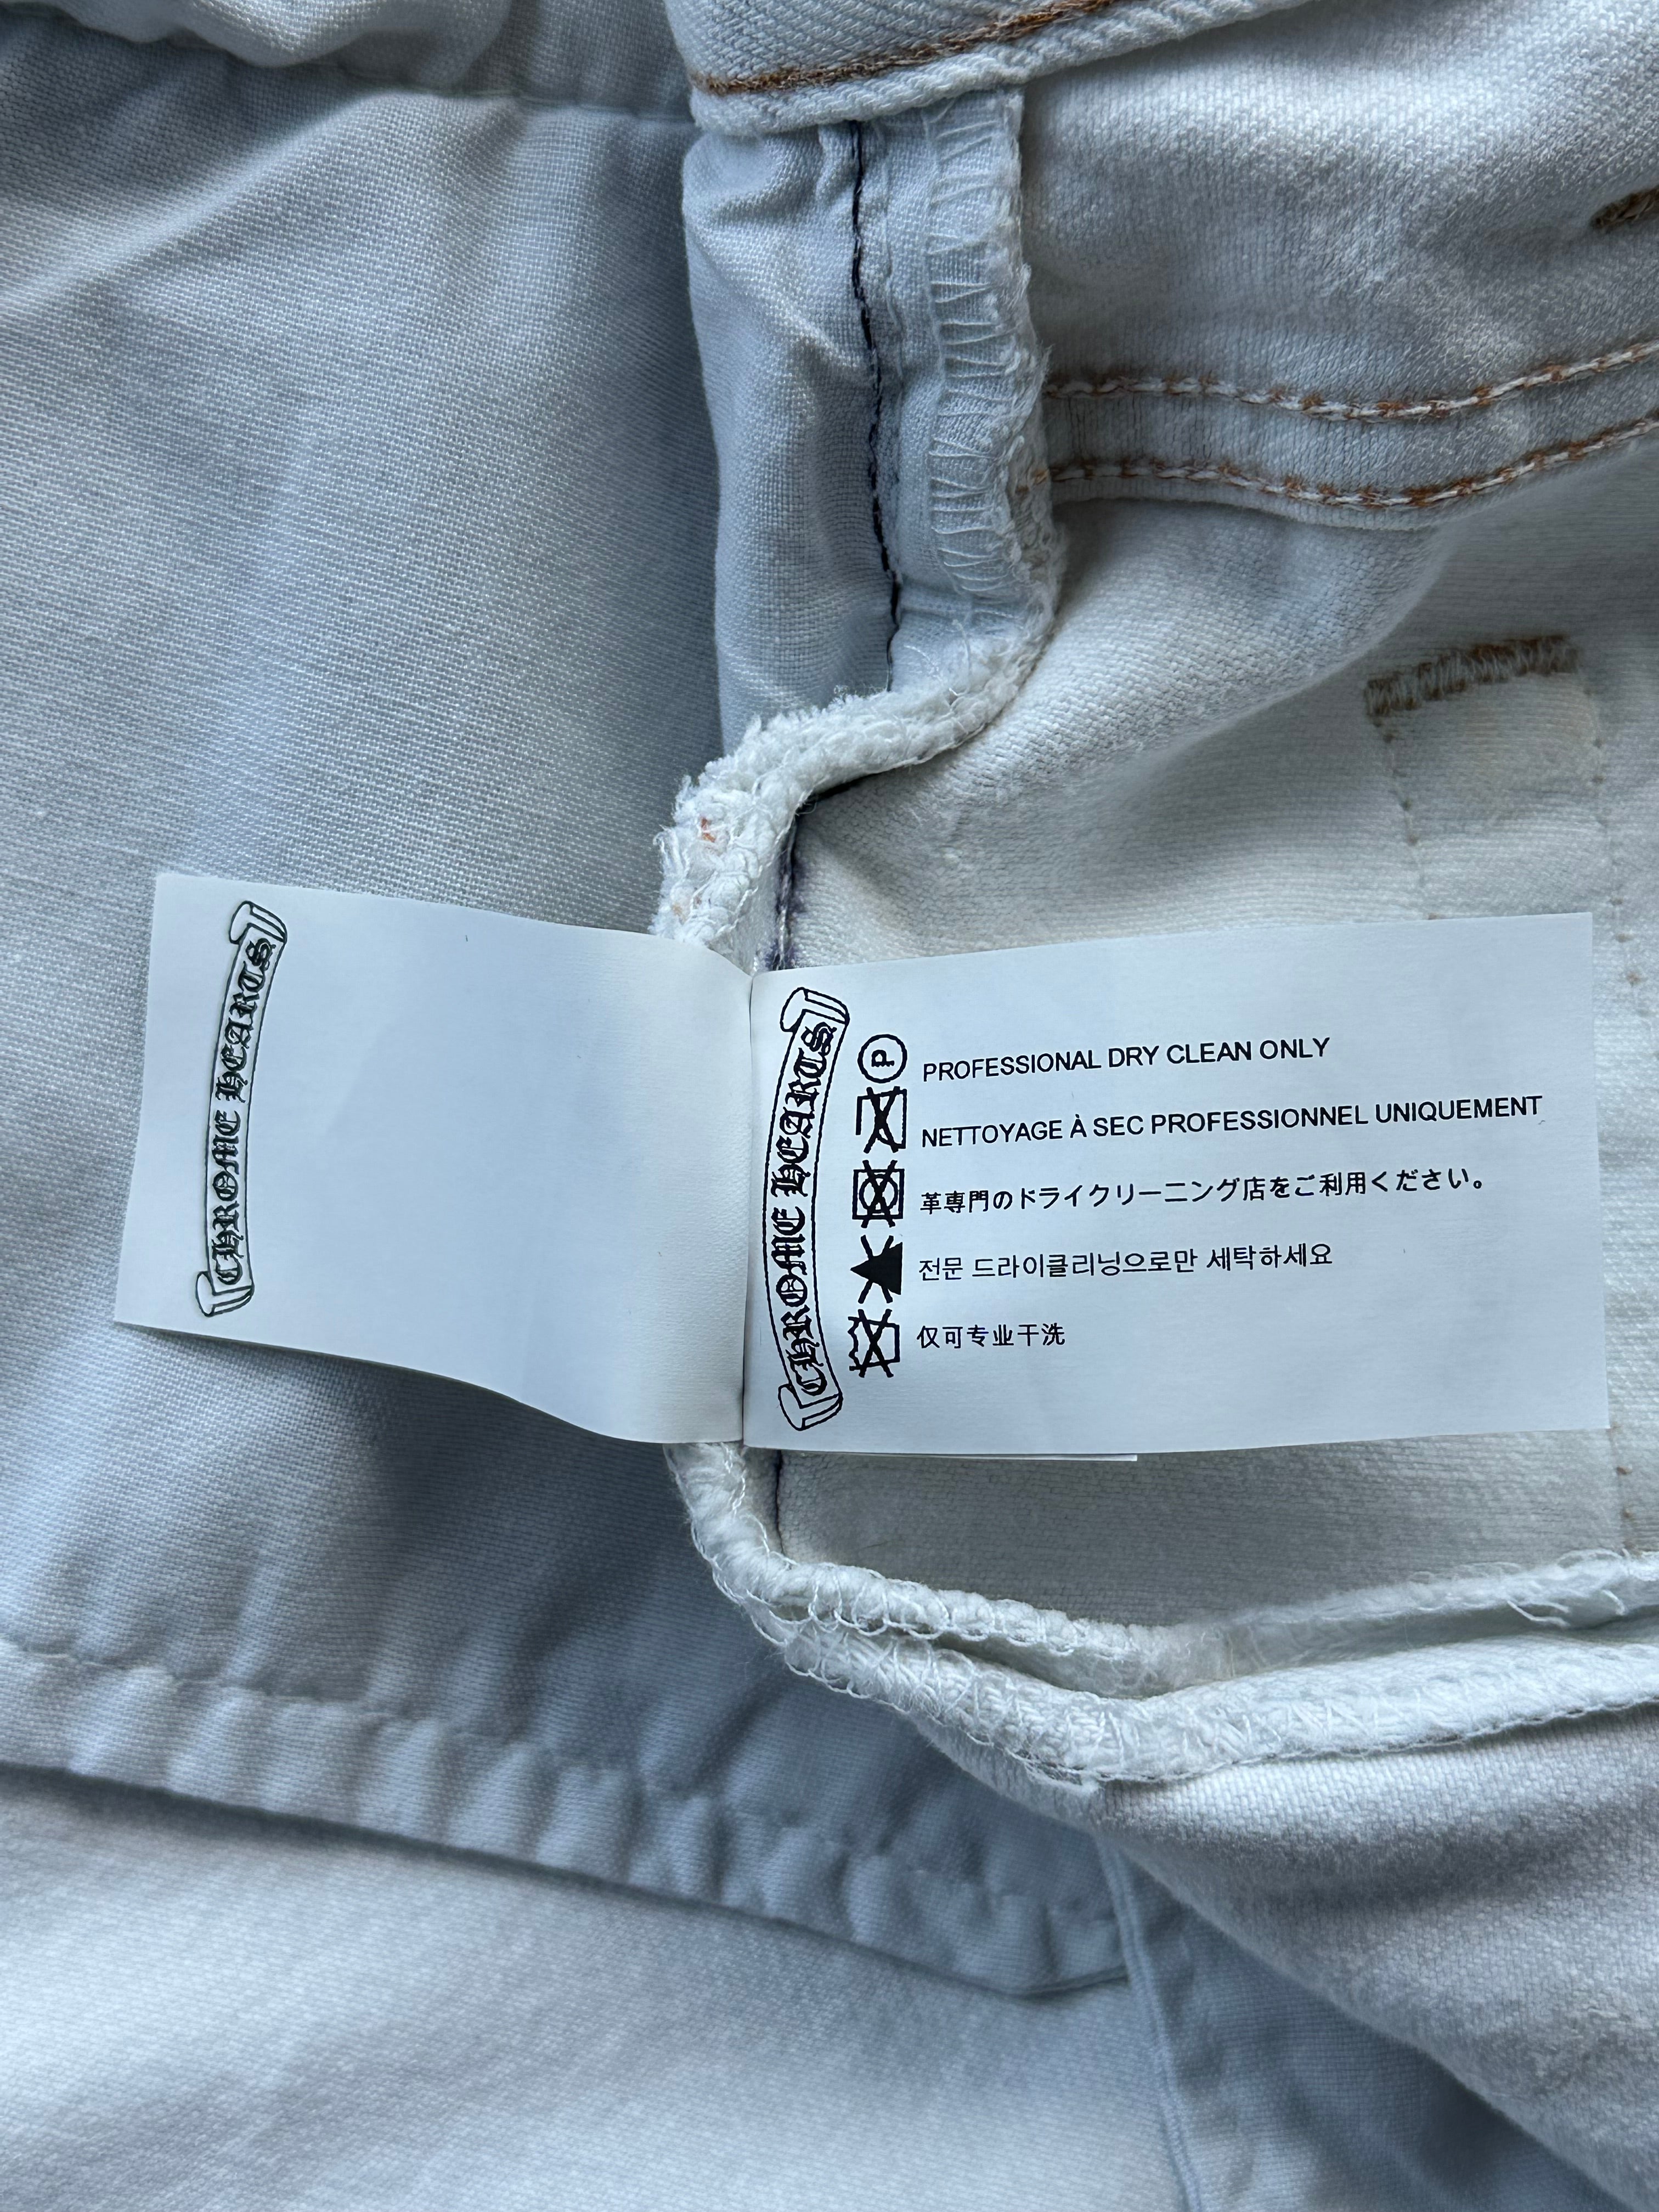 CHROME HEARTS
CHROME HEARTS
P
PROFESSIONAL DRY CLEAN ONLY
NETTOYAGE À SEC PROFESSIONNEL UNIQUEMENT
革専門のドライクリーニング店をご利用ください。
전문 드라이클리닝으로만 세탁하세요
仅可专业干洗